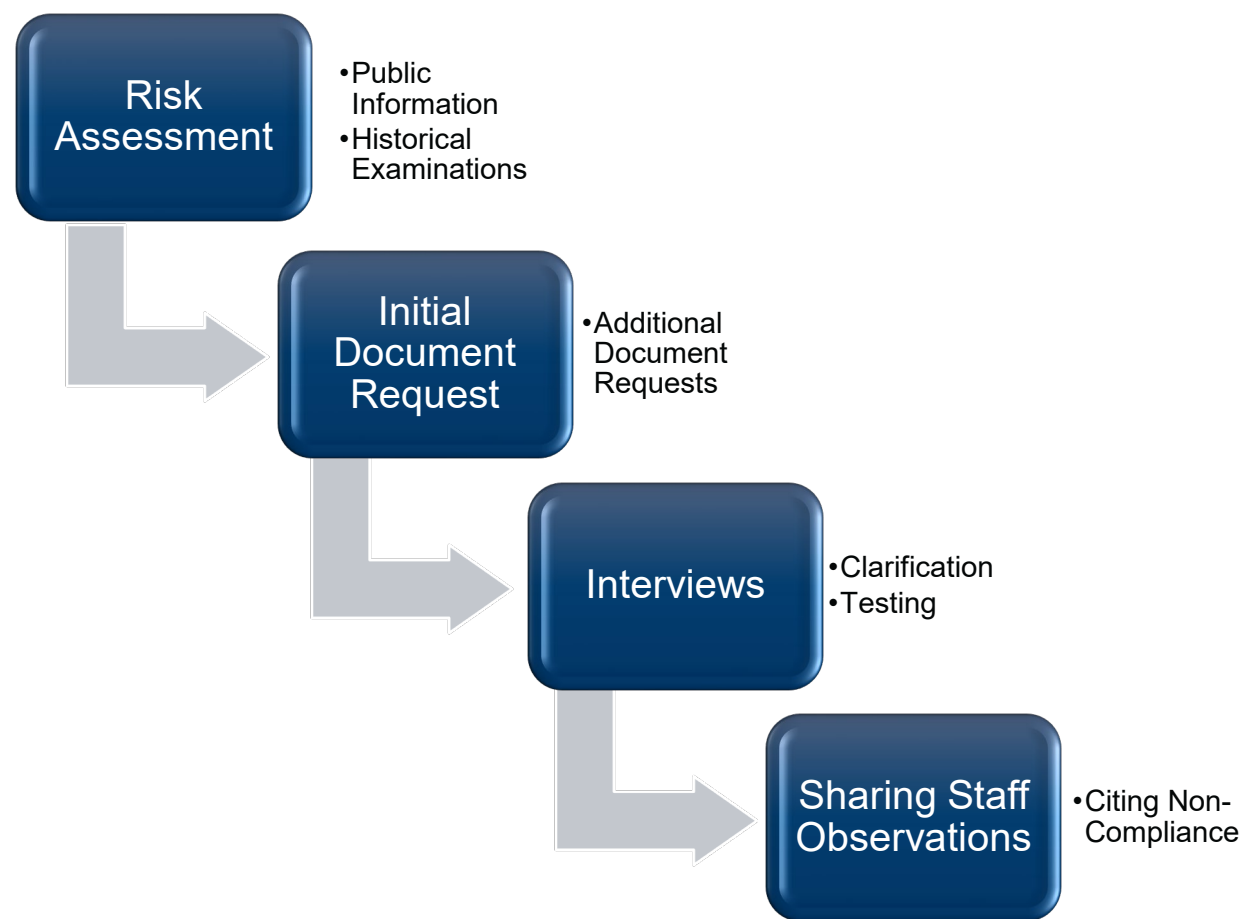 Risk
Assessment
•Public
Information
•Historical
Examinations
Initial
Document
Request
•Additional
Document
Requests
Interviews
•Clarification
•Testing
Sharing Staff
Observations
•Citing Non-
Compliance